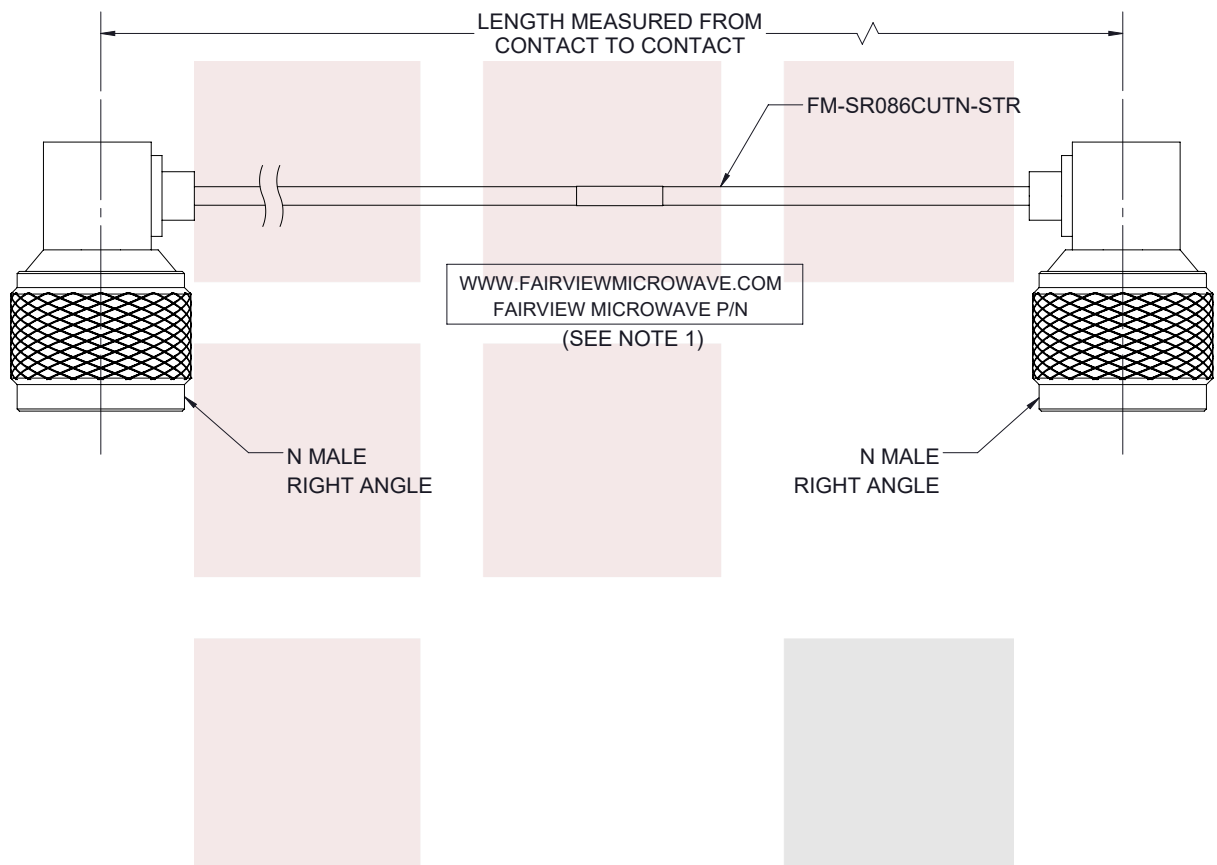 LENGTH MEASURED FROM
CONTACT TO CONTACT
FM-SR086CUTN-STR
WWW.FAIRVIEWMICROWAVE.COM
FAIRVIEW MICROWAVE P/N
(SEE NOTE 1)
N MALE
RIGHT ANGLE
N MALE
RIGHT ANGLE